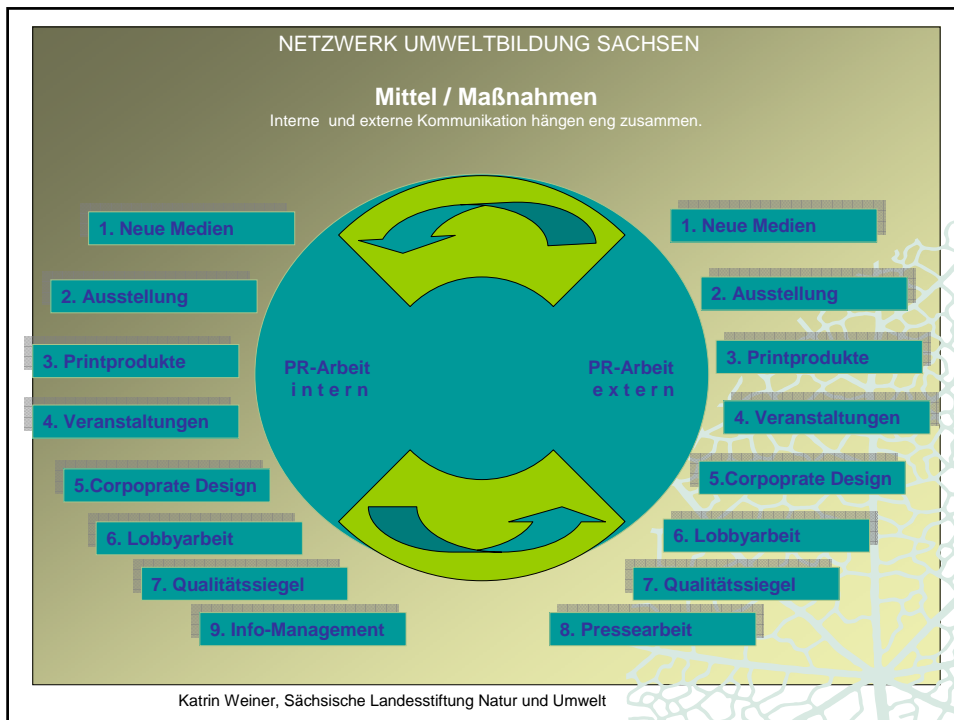 NETZWERK UMWELTBILDUNG SACHSEN
Mittel / Maßnahmen
Interne und externe Kommunikation hängen eng zusammen.
1. Neue Medien
2. Ausstellung
3. Printprodukte
4. Veranstaltungen
5.Corpoprate Design
6. Lobbyarbeit
7. Qualitätssiegel
9. Info-Management
PR-Arbeit
i n t e r n
PR-Arbeit
e x t e r n
1. Neue Medien
2. Ausstellung
3. Printprodukte
4. Veranstaltungen
5.Corpoprate Design
6. Lobbyarbeit
7. Qualitätssiegel
8. Pressearbeit
Katrin Weiner, Sächsische Landesstiftung Natur und Umwelt